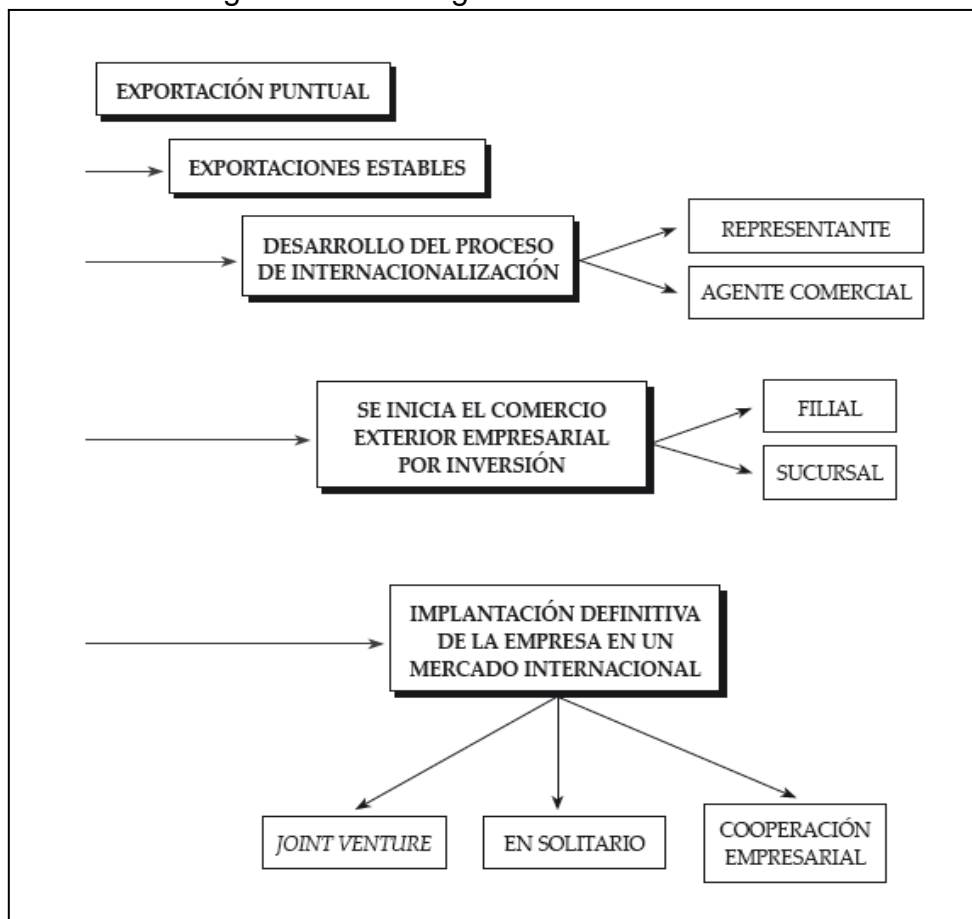 EXPORTACIÓN PUNTUAL
EXPORTACIONES ESTABLES
DESARROLLO DEL PROCESO
DE INTERNACIONALIZACIÓN
REPRESENTANTE
AGENTE COMERCIAL
SE INICIA EL COMERCIO
EXTERIOR EMPRESARIAL
POR INVERSIÓN
FILIAL
SUCURSAL
IMPLANTACIÓN DEFINITIVA
DE LA EMPRESA EN UN
MERCADO INTERNACIONAL
JOINT VENTURE
EN SOLITARIO
COOPERACIÓN
EMPRESARIAL